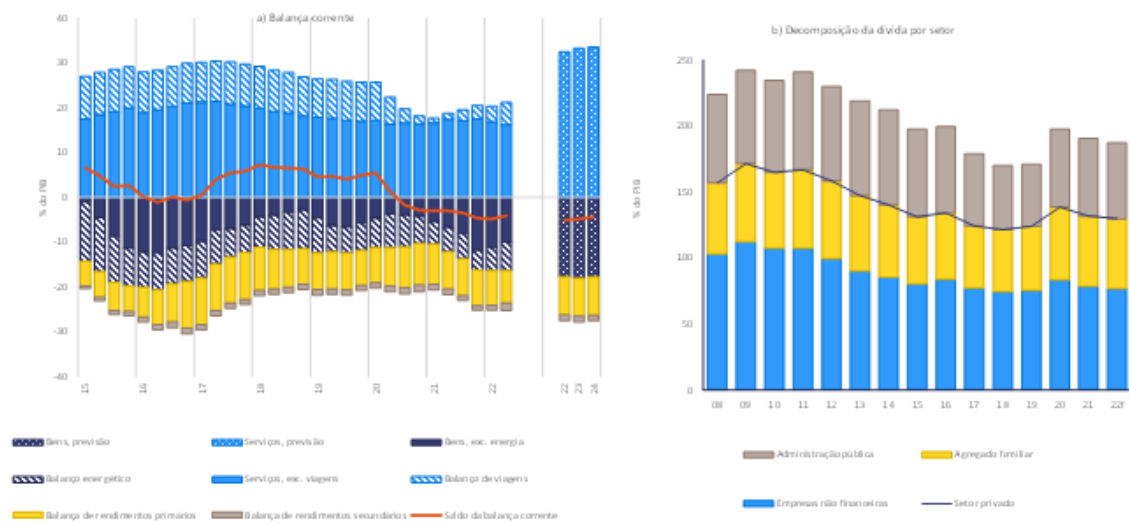 a) Balança corrente
40
30
20
10
0
-10
-20
-30
-40
% do PIB
15 16 17 18 19 20 21 22 22 23 24
Bens, previsão Serviços, previsão Bens, exc. energia
Balanço energético Serviços, exc. viagens Balanço de viagens
Balança de rendimentos primários Balança de rendimentos secundários Saldo da balança corrente
b) Decomposição da dívida por setor
250
200
150
100
50
0
% do PIB
08 09 10 11 12 13 14 15 16 17 18 19 20 21 22f
Administração pública Agregado familiar
Empresas não financeiras Setor privado